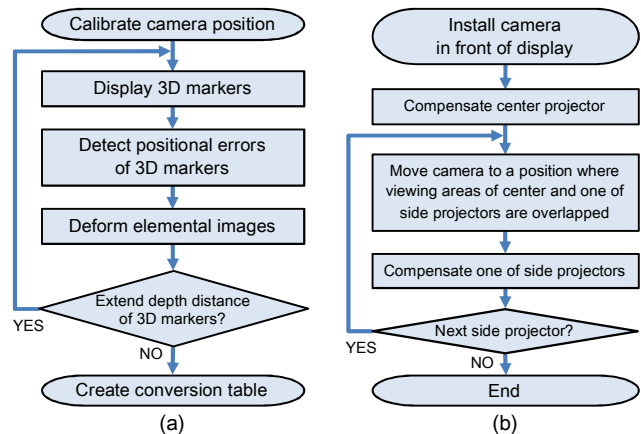 Calibrate camera position
Display 3D markers
Detect positional errors
of 3D markers
Deform elemental images
Extend depth distance
of 3D markers?
YES
NO
Create conversion table
(a)
Install camera
in front of display
Compensate center projector
Move camera to a position where
viewing areas of center and one of
side projectors are overlapped
Compensate one of side projectors
Next side projector?
YES
NO
End
(b)